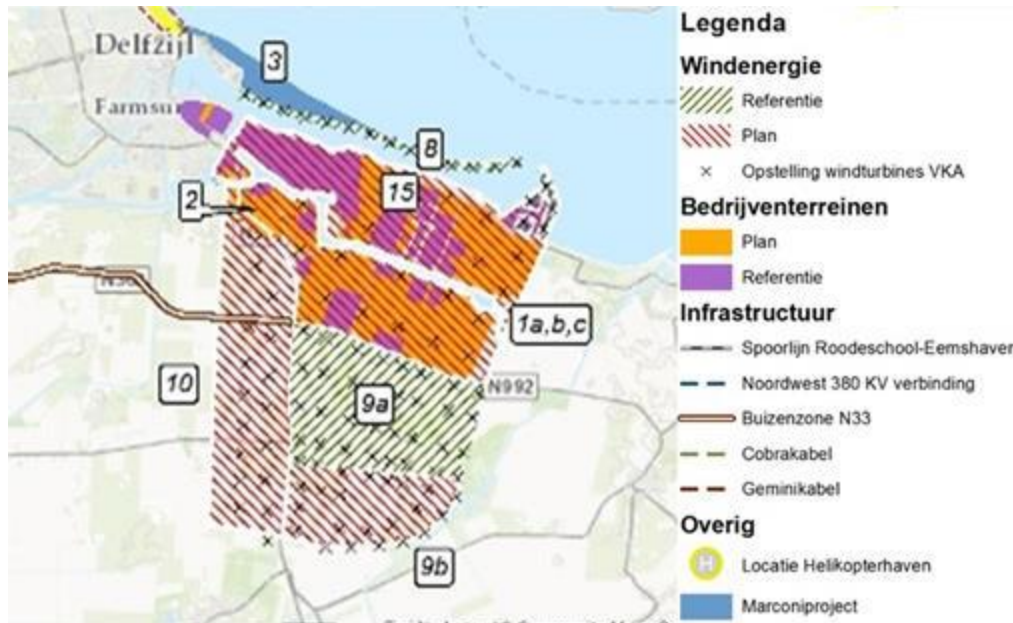 Delfzijl
Farmsu
3
8
15
2
1a,b,c
10
9a
N992
9b
Legenda
Windenergie
Referentie
Plan
Opstelling windturbines VKA
Bedrijventerreinen
Plan
Referentie
Infrastructuur
Spoorlijn Roodeschool-Eemshaven
Noordwest 380 KV verbinding
Buizenzone N33
Cobrakabel
Geminikabel
Overig
H
Locatie Helikopterhaven
Marconiproject